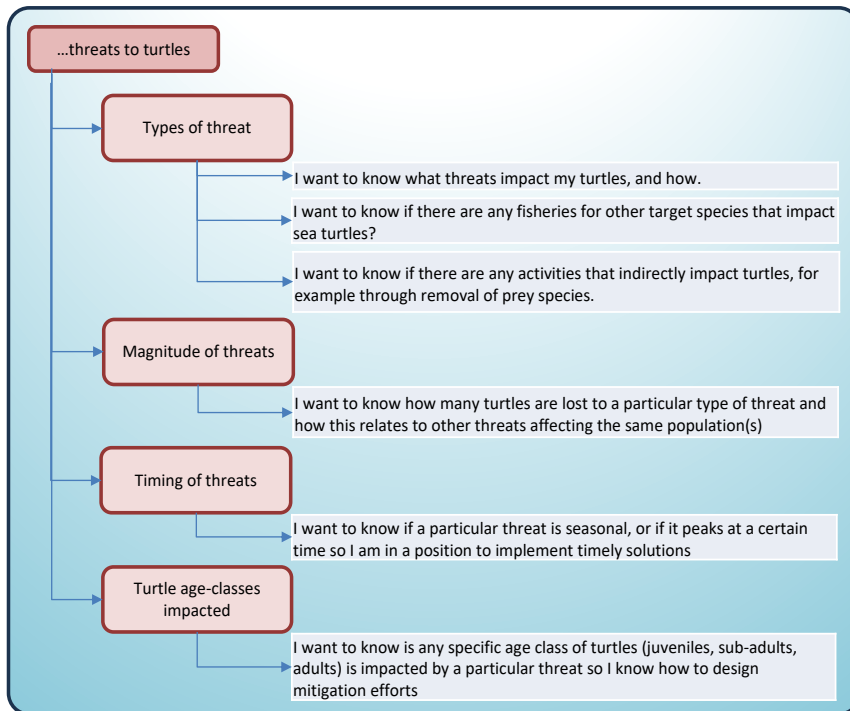 ...threats to turtles
Types of threat
I want to know what threats impact my turtles, and how.
I want to know if there are any fisheries for other target species that impact
sea turtles?
I want to know if there are any activities that indirectly impact turtles, for
example through removal of prey species.
Magnitude of threats
I want to know how many turtles are lost to a particular type of threat and
how this relates to other threats affecting the same population(s)
Timing of threats
I want to know if a particular threat is seasonal, or if it peaks at a certain
time so I am in a position to implement timely solutions
Turtle age-classes
impacted
I want to know is any specific age class of turtles (juveniles, sub-adults,
adults) is impacted by a particular threat so I know how to design
mitigation efforts